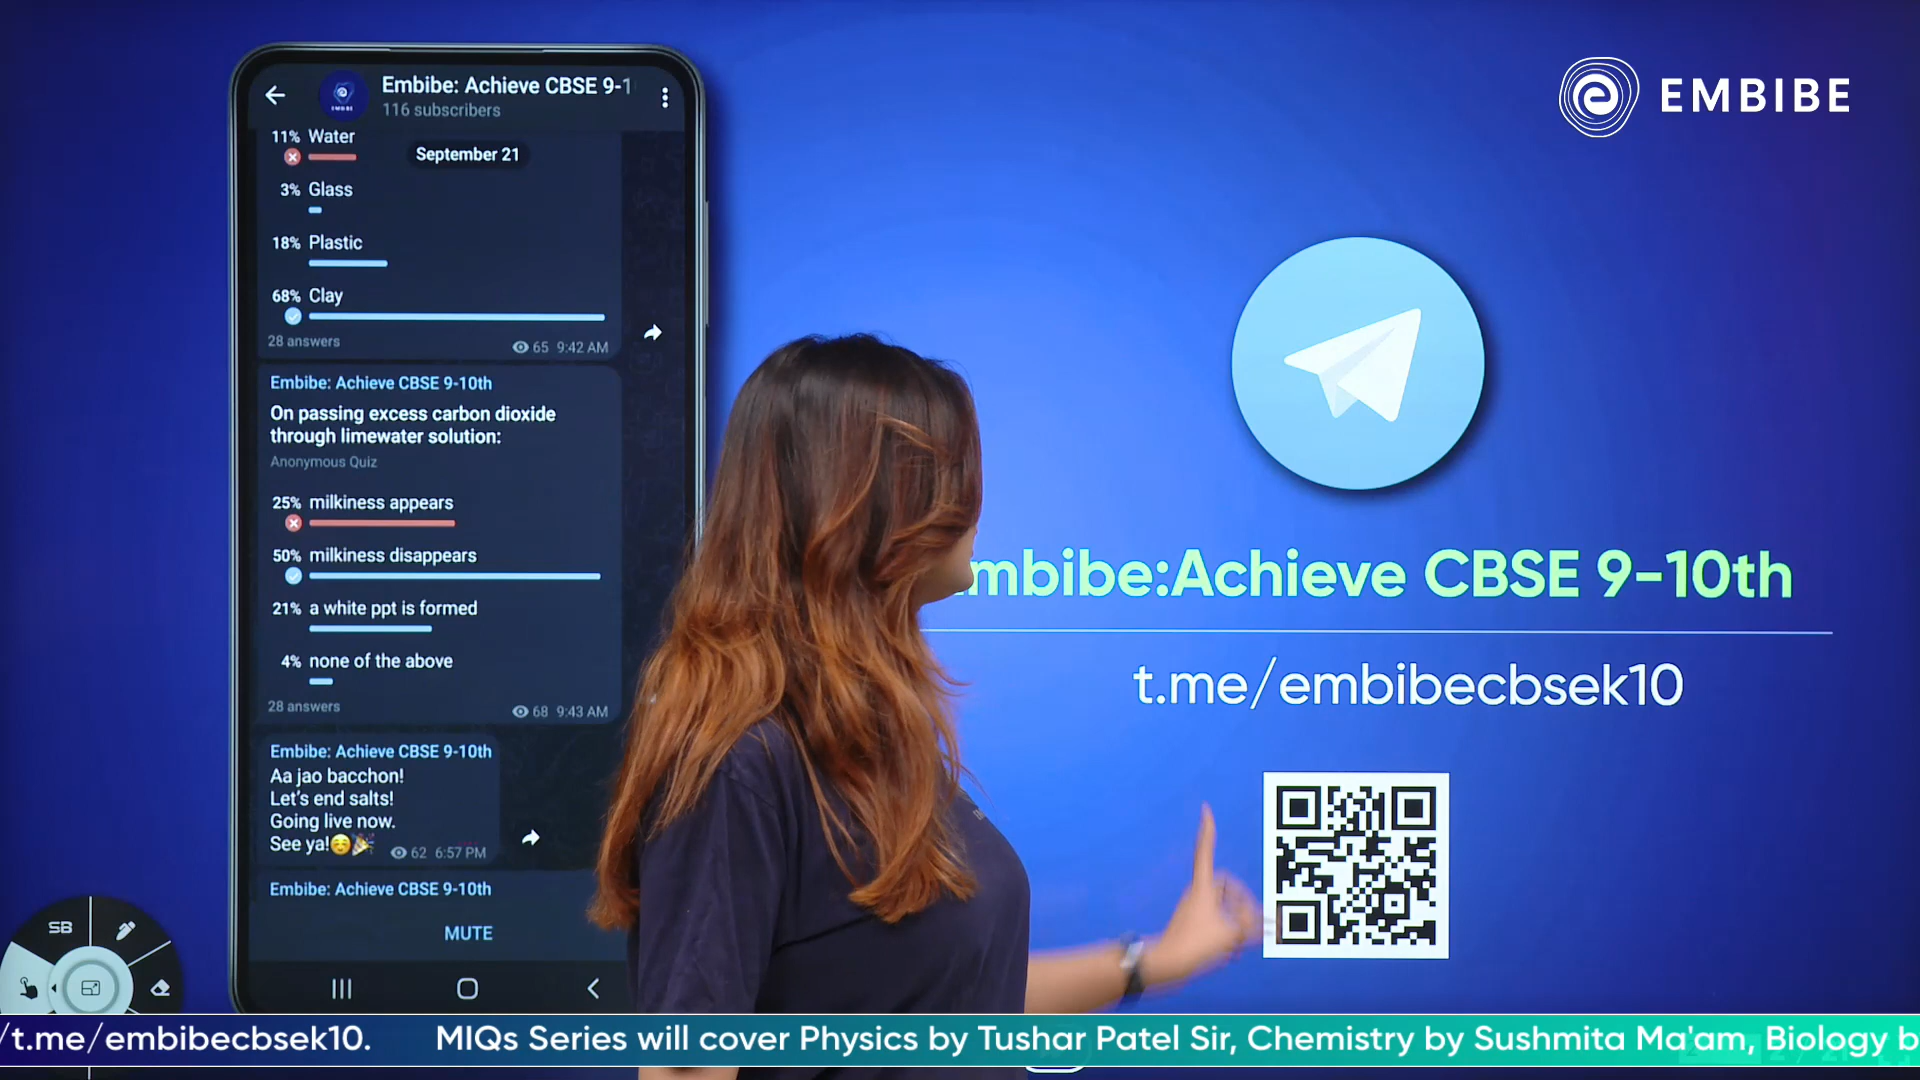 Embibe: Achieve CBSE 9-1
116 subscribers
11% Water
September 21
3% Glass
18% Plastic
68% Clay
28 answers
65 9:42 AM
Embibe: Achieve CBSE 9-10th
On passing excess carbon dioxide
through limewater solution:
Anonymous Quiz
25% milkiness appears
50% milkiness disappears
21% a white ppt is formed
4% none of the above
28 answers
68 9:43 AM
Embibe: Achieve CBSE 9-10th
Aa jao bacchon!
Let's end salts!
Going live now.
See ya!☺️🎉
62 6:57 PM
Embibe: Achieve CBSE 9-10th
MUTE
EMBIBE
mbibe:Achieve CBSE 9-10th
t.me/embibecbsek10
SB
/t.me/embibecbsek10. MIQs Series will cover Physics by Tushar Patel Sir, Chemistry by Sushmita Ma'am, Biology b